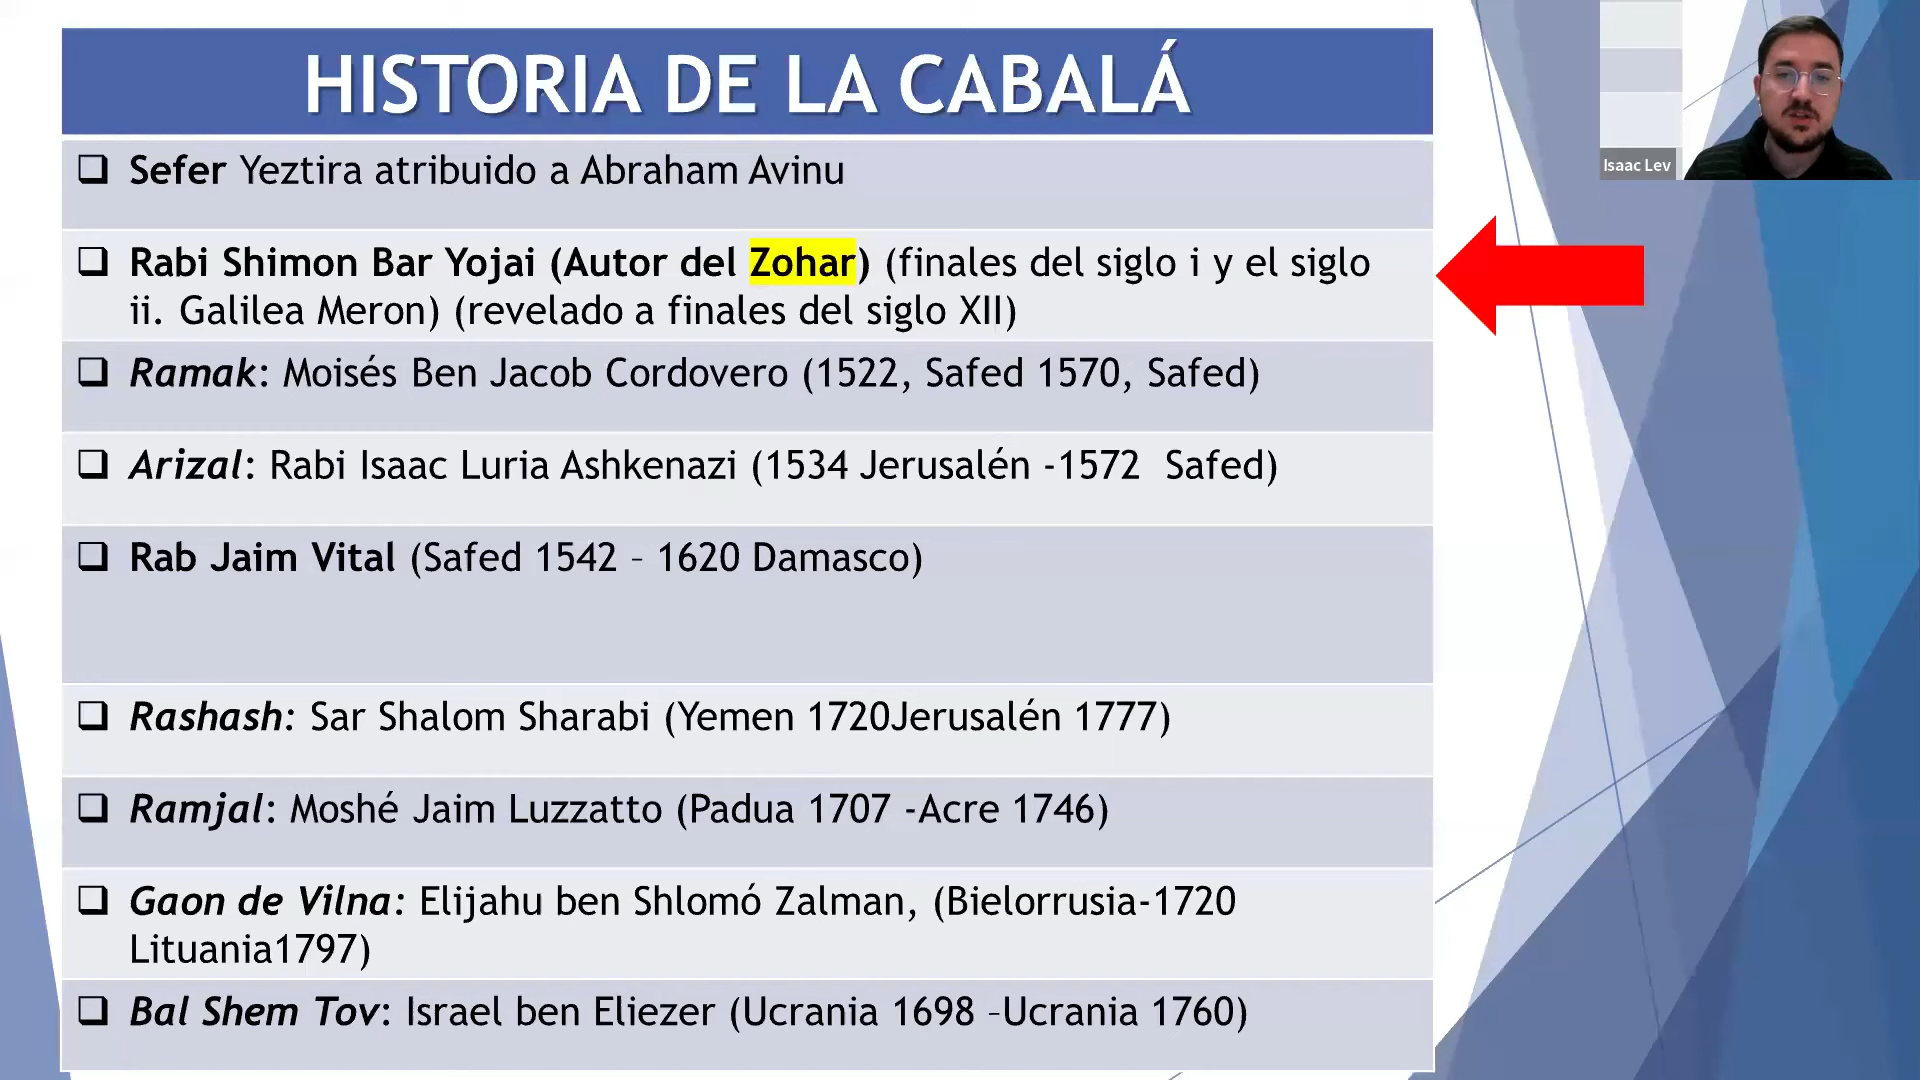 HISTORIA DE LA CABALÁ
Sefer Yeztira atribuido a Abraham Avinu
Rabi Shimon Bar Yojai (Autor del Zohar) (finales del siglo i y el siglo
ii. Galilea Meron) (revelado a finales del siglo XII)
Ramak: Moisés Ben Jacob Cordovero (1522, Safed 1570, Safed)
Arizal: Rabi Isaac Luria Ashkenazi (1534 Jerusalén -1572 Safed)
Rab Jaim Vital (Safed 1542 – 1620 Damasco)
Rashash: Sar Shalom Sharabi (Yemen 1720Jerusalén 1777)
Ramjal: Moshé Jaim Luzzatto (Padua 1707 -Acre 1746)
Gaon de Vilna: Elijahu ben Shlomó Zalman, (Bielorrusia-1720
Lituania1797)
Bal Shem Tov: Israel ben Eliezer (Ucrania 1698 –Ucrania 1760)
Isaac Lev